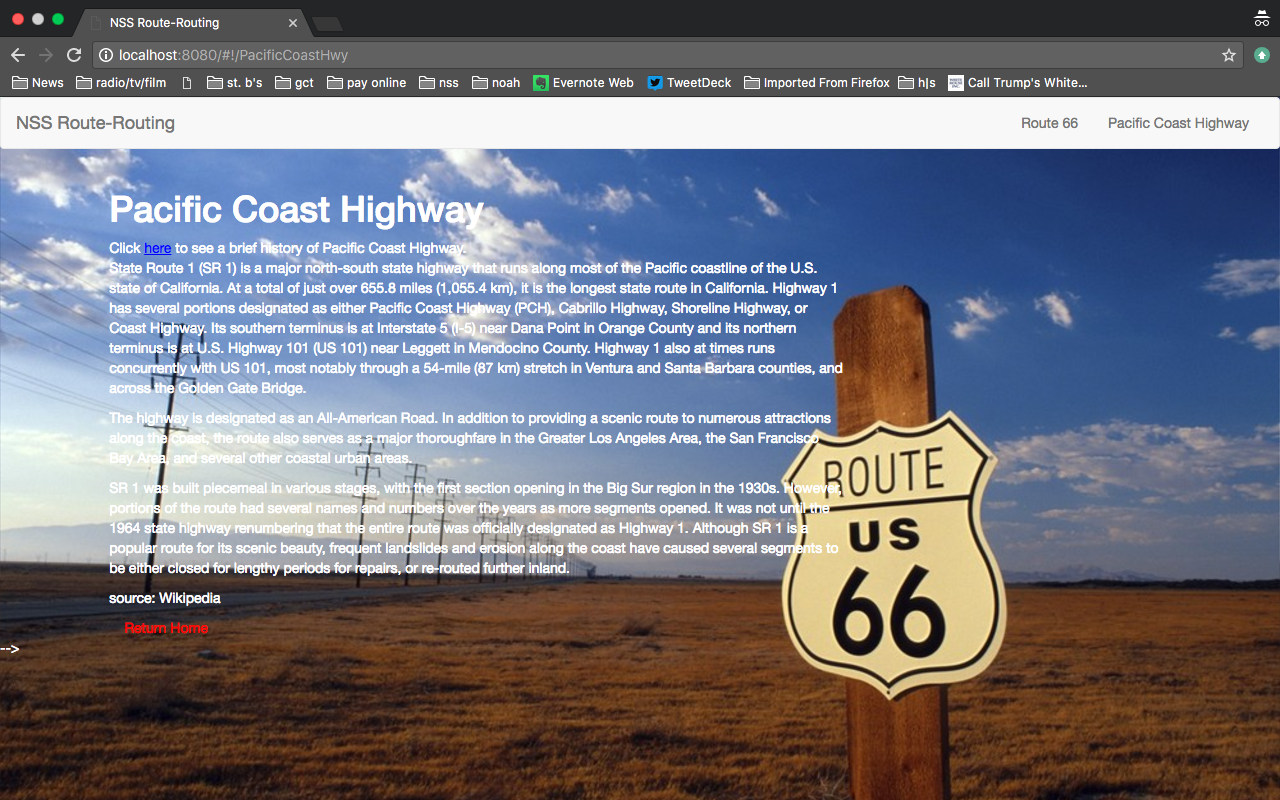 NSS Route-Routing
localhost:8080/#!/PacificCoastHwy
News radio/tv/film st. b's gct pay online nss noah Evernote Web TweetDeck Imported From Firefox h|s Call Trump's White...
NSS Route-Routing Route 66 Pacific Coast Highway
Pacific Coast Highway
Click here to see a brief history of Pacific Coast Highway.
State Route 1 (SR 1) is a major north-south state highway that runs along most of the Pacific coastline of the U.S.
state of California. At a total of just over 655.8 miles (1,055.4 km), it is the longest state route in California. Highway 1
has several portions designated as either Pacific Coast Highway (PCH), Cabrillo Highway, Shoreline Highway, or
Coast Highway. Its southern terminus is at Interstate 5 (I-5) near Dana Point in Orange County and its northern
terminus is at U.S. Highway 101 (US 101) near Leggett in Mendocino County. Highway 1 also at times runs
concurrently with US 101, most notably through a 54-mile (87 km) stretch in Ventura and Santa Barbara counties, and
across the Golden Gate Bridge.
The highway is designated as an All-American Road. In addition to providing a scenic route to numerous attractions
along the coast, the route also serves as a major thoroughfare in the Greater Los Angeles Area, the San Francisco
Bay Area, and several other coastal urban areas.
SR 1 was built piecemeal in various stages, with the first section opening in the Big Sur region in the 1930s. However,
portions of the route had several names and numbers over the years as more segments opened. It was not until the
1964 state highway renumbering that the entire route was officially designated as Highway 1. Although SR 1 is a
popular route for its scenic beauty, frequent landslides and erosion along the coast have caused several segments to
be either closed for lengthy periods for repairs, or re-routed further inland.
source: Wikipedia
Return Home
-->
ROUTE
US
66